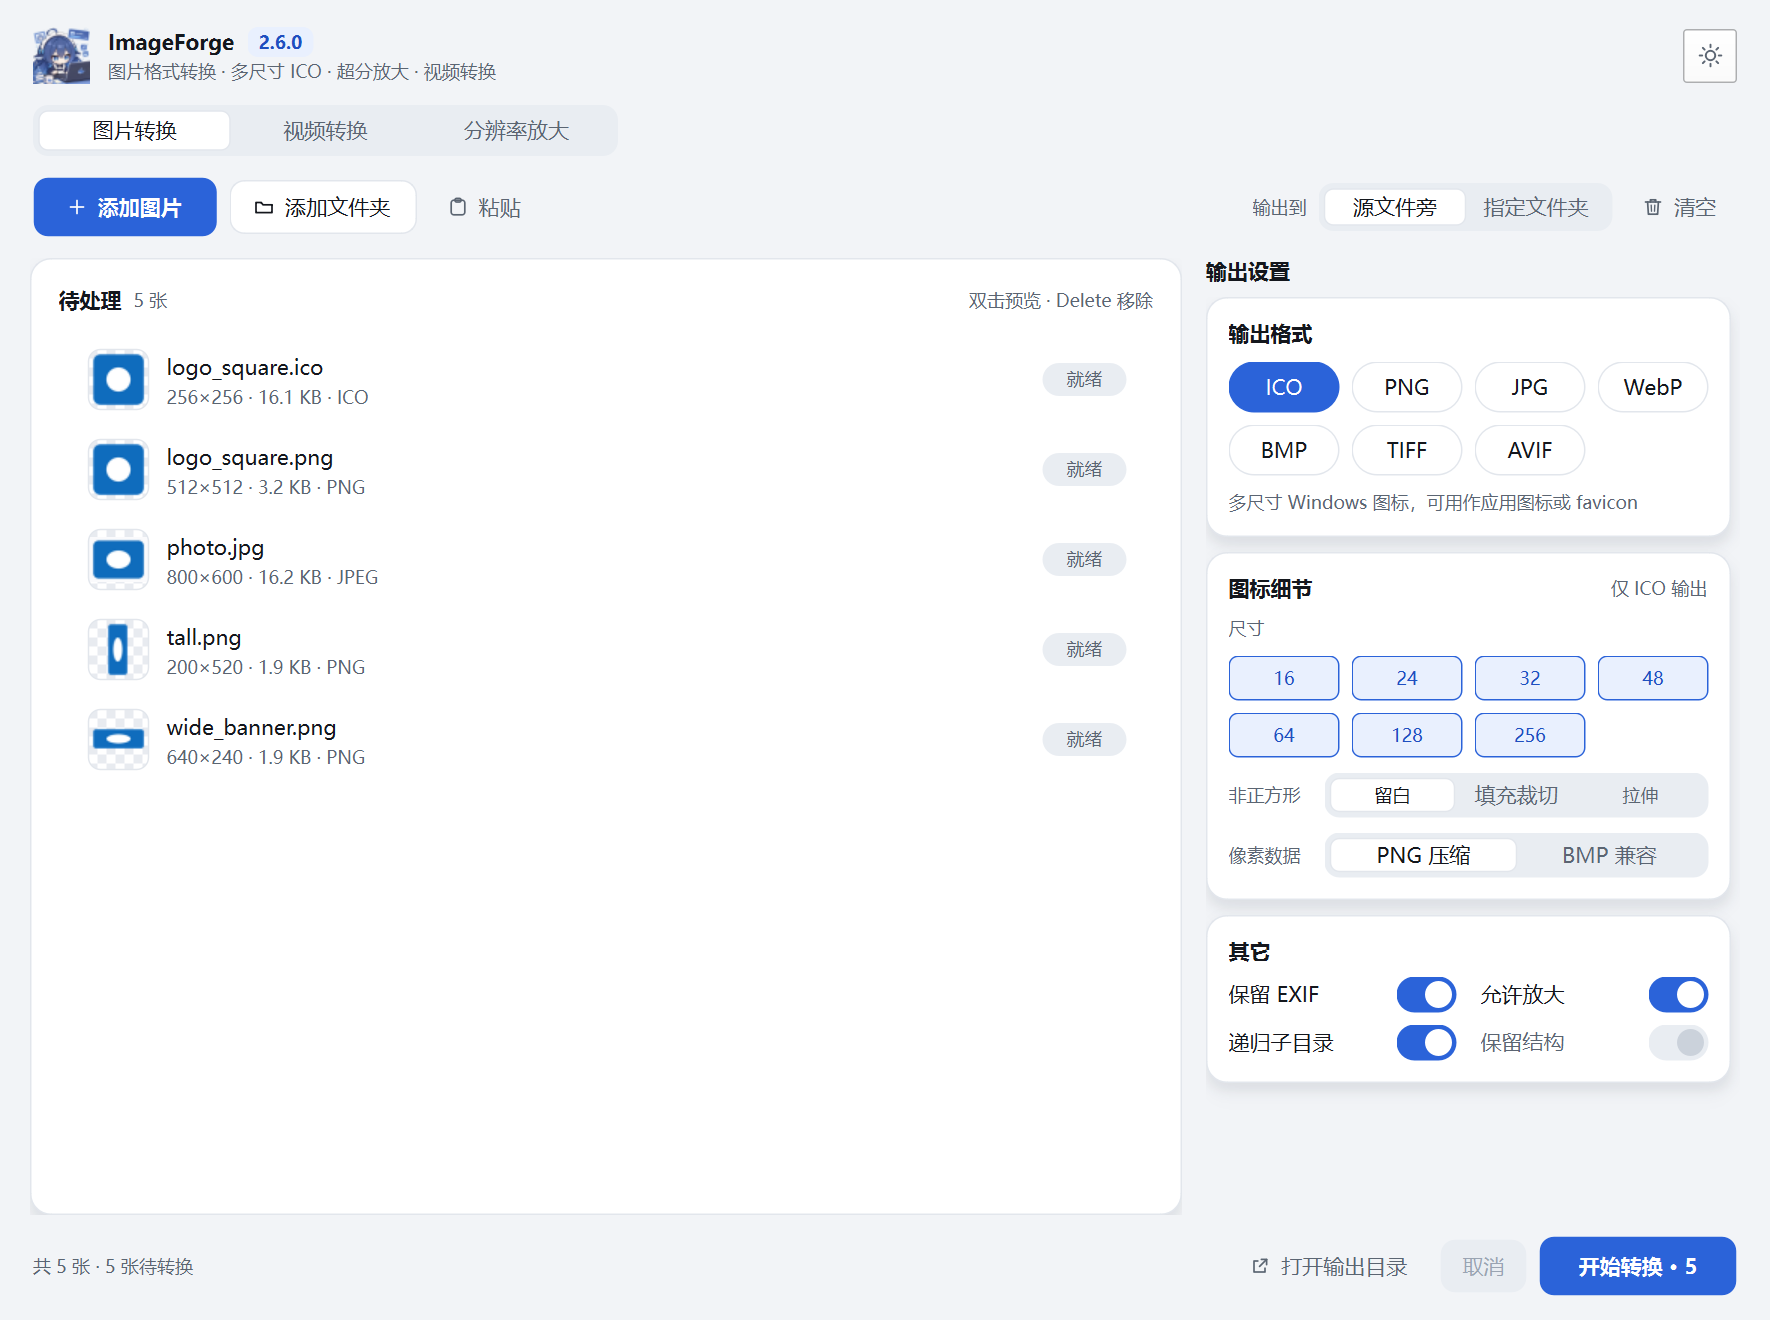 ImageForge 2.6.0
图片格式转换 · 多尺寸 ICO · 超分放大 · 视频转换
图片转换 视频转换 分辨率放大
添加图片 添加文件夹 粘贴 输出到 源文件旁 指定文件夹 清空
待处理 5 张 双击预览 · Delete 移除
logo_square.ico
256×256 · 16.1 KB · ICO
就绪
logo_square.png
512×512 · 3.2 KB · PNG
就绪
photo.jpg
800×600 · 16.2 KB · JPEG
就绪
tall.png
200×520 · 1.9 KB · PNG
就绪
wide_banner.png
640×240 · 1.9 KB · PNG
就绪
输出设置
输出格式
ICO PNG JPG WebP
BMP TIFF AVIF
多尺寸 Windows 图标，可用作应用图标或 favicon
图标细节 仅 ICO 输出
尺寸
16 24 32 48
64 128 256
非正方形 留白 填充裁切 拉伸
像素数据 PNG 压缩 BMP 兼容
其它
保留 EXIF 允许放大
递归子目录 保留结构
共 5 张 · 5 张待转换 打开输出目录 取消 开始转换 • 5